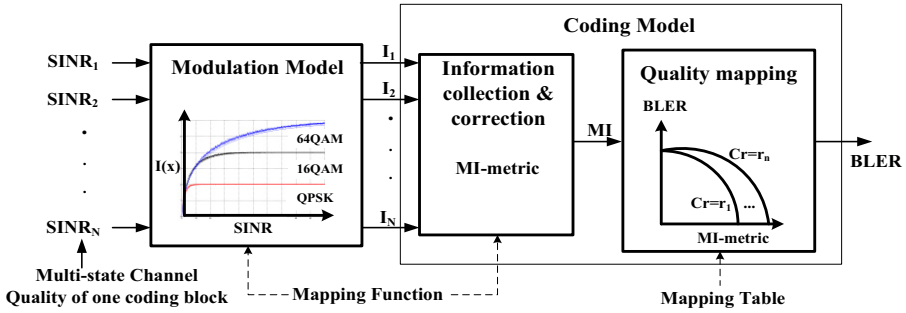 Coding Model
SINR1
SINR2
.
.
.
SINRN
Multi-state Channel
Quality of one coding block
Modulation Model
I(x)
64QAM
16QAM
QPSK
SINR
I1
I2
.
.
.
IN
Information
collection &
correction
MI-metric
Mapping Function
MI
Quality mapping
BLER
Cr=rn
Cr=r1
...
MI-metric
Mapping Table
BLER